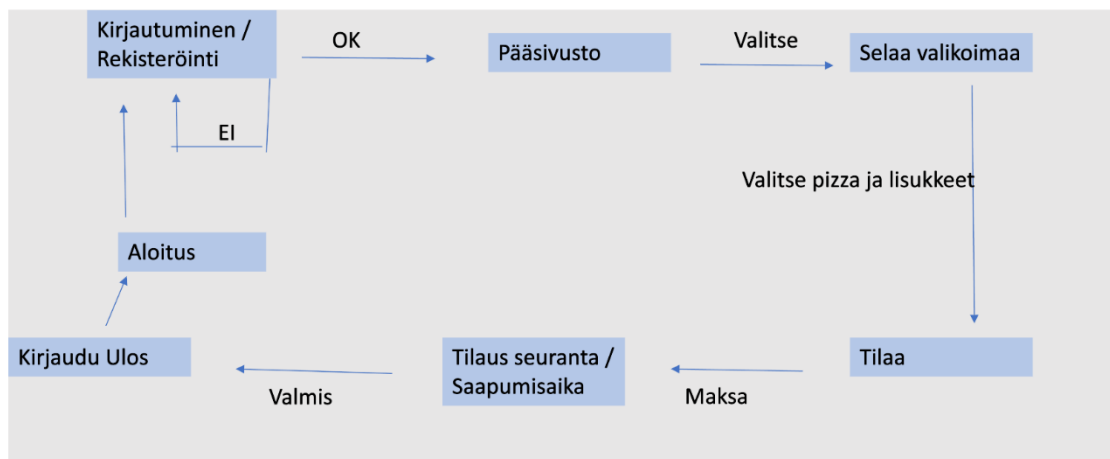 Kirjautuminen /
Rekisteröinti
OK
Pääsivusto
Valitse
Selaa valikoimaa
EI
Valitse pizza ja lisukkeet
Aloitus
Kirjaudu Ulos
Valmis
Tilaus seuranta /
Saapumisaika
Maksa
Tilaa